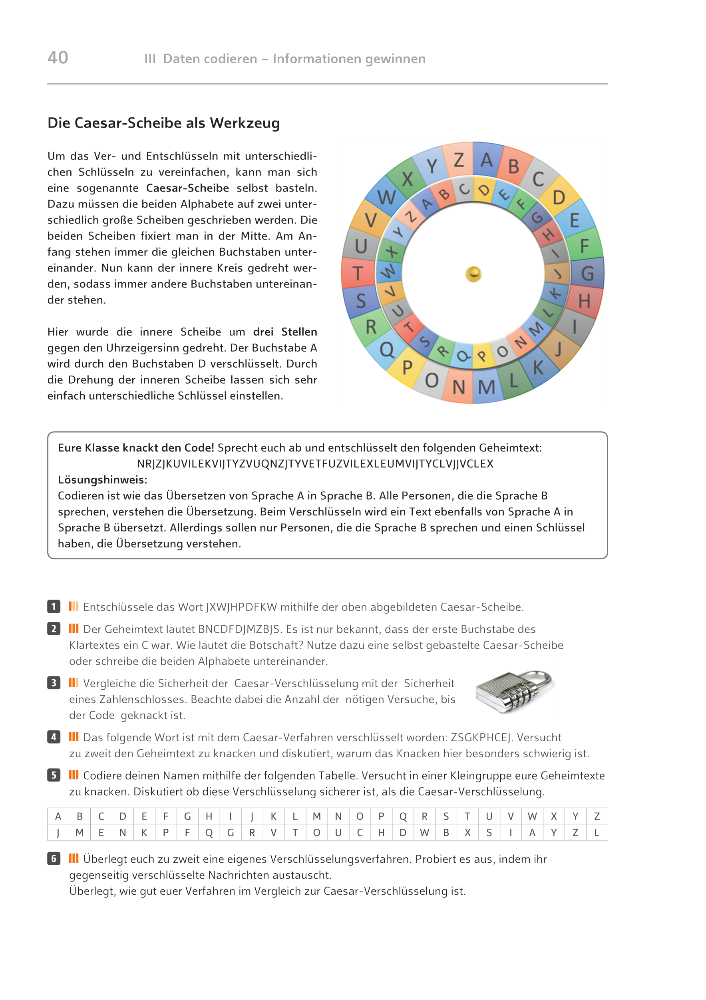 40
III Daten codieren – Informationen gewinnen
Die Caesar-Scheibe als Werkzeug
Um das Ver- und Entschlüsseln mit unterschiedli-
chen Schlüsseln zu vereinfachen, kann man sich
eine sogenannte Caesar-Scheibe selbst basteln.
Dazu müssen die beiden Alphabete auf zwei unter-
schiedlich große Scheiben geschrieben werden. Die
beiden Scheiben fixiert man in der Mitte. Am An-
fang stehen immer die gleichen Buchstaben unter-
einander. Nun kann der innere Kreis gedreht wer-
den, sodass immer andere Buchstaben untereinan-
der stehen.
Hier wurde die innere Scheibe um drei Stellen
gegen den Uhrzeigersinn gedreht. Der Buchstabe A
wird durch den Buchstaben D verschlüsselt. Durch
die Drehung der inneren Scheibe lassen sich sehr
einfach unterschiedliche Schlüssel einstellen.
A B C D E F G H I J K L M N O P Q R S T U V W X Y Z
D E F G H I J K L M N O P Q R S T U V W X Y Z A B C
Eure Klasse knackt den Code! Sprecht euch ab und entschlüsselt den folgenden Geheimtext:
NRJZJKUVILEKVIJTYZVUQNZJTYVETFUZVILEXLEUMVIJTYCLVJJVCLEX
Lösungshinweis:
Codieren ist wie das Übersetzen von Sprache A in Sprache B. Alle Personen, die die Sprache B
sprechen, verstehen die Übersetzung. Beim Verschlüsseln wird ein Text ebenfalls von Sprache A in
Sprache B übersetzt. Allerdings sollen nur Personen, die die Sprache B sprechen und einen Schlüssel
haben, die Übersetzung verstehen.
1 Entschlüssele das Wort JXWJHPDFKW mithilfe der oben abgebildeten Caesar-Scheibe.
2 Der Geheimtext lautet BNCDFDJMZBJS. Es ist nur bekannt, dass der erste Buchstabe des
Klartextes ein C war. Wie lautet die Botschaft? Nutze dazu eine selbst gebastelte Caesar-Scheibe
oder schreibe die beiden Alphabete untereinander.
3 Vergleiche die Sicherheit der Caesar-Verschlüsselung mit der Sicherheit
eines Zahlenschlosses. Beachte dabei die Anzahl der nötigen Versuche, bis
der Code geknackt ist.
4 Das folgende Wort ist mit dem Caesar-Verfahren verschlüsselt worden: ZSGKPHCEJ. Versucht
zu zweit den Geheimtext zu knacken und diskutiert, warum das Knacken hier besonders schwierig ist.
5 Codiere deinen Namen mithilfe der folgenden Tabelle. Versucht in einer Kleingruppe eure Geheimtexte
zu knacken. Diskutiert ob diese Verschlüsselung sicherer ist, als die Caesar-Verschlüsselung.
A B C D E F G H I J K L M N O P Q R S T U V W X Y Z
J M E N K P F Q G R V T O U C H D W B X S I A Y Z L
6 Überlegt euch zu zweit eine eigenes Verschlüsselungsverfahren. Probiert es aus, indem ihr
gegenseitig verschlüsselte Nachrichten austauscht.
Überlegt, wie gut euer Verfahren im Vergleich zur Caesar-Verschlüsselung ist.